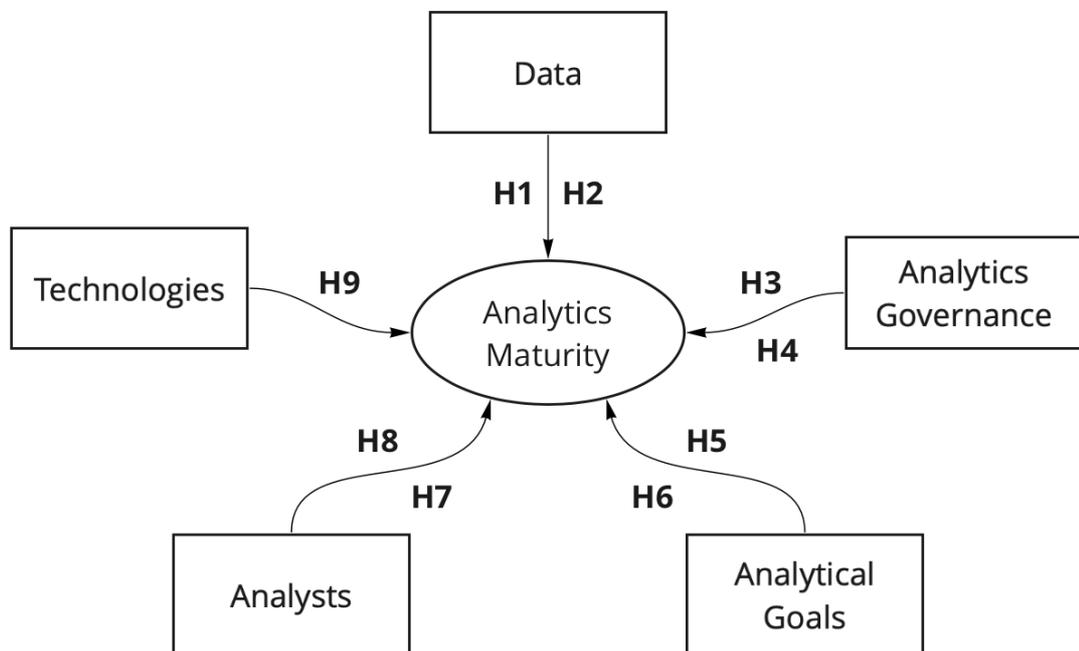 Data
H1 H2
Technologies
H9
Analytics
Maturity
H3
H4
Analytics
Governance
H8
H7
H5
H6
Analysts
Analytical
Goals